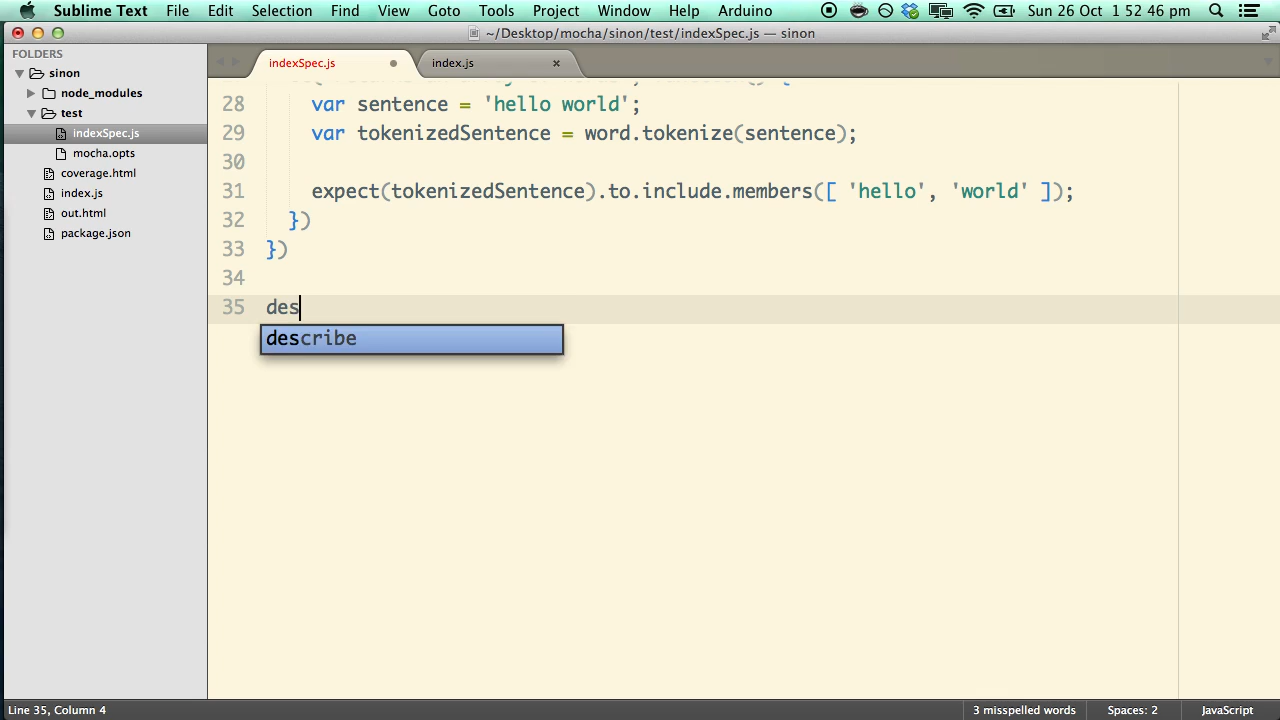 Sublime Text File Edit Selection Find View Goto Tools Project Window Help Arduino Sun 26 Oct 1 52 46 pm
~/Desktop/mocha/sinon/test/indexSpec.js — sinon
FOLDERS
sinon
node_modules
test
indexSpec.js
mocha.opts
coverage.html
index.js
out.html
package.json
indexSpec.js
index.js
28 var sentence = 'hello world';
29 var tokenizedSentence = word.tokenize(sentence);
30
31 expect(tokenizedSentence).to.include.members([ 'hello', 'world' ]);
32 })
33 })
34
35 des
describe
Line 35, Column 4
3 misspelled words
Spaces: 2
JavaScript